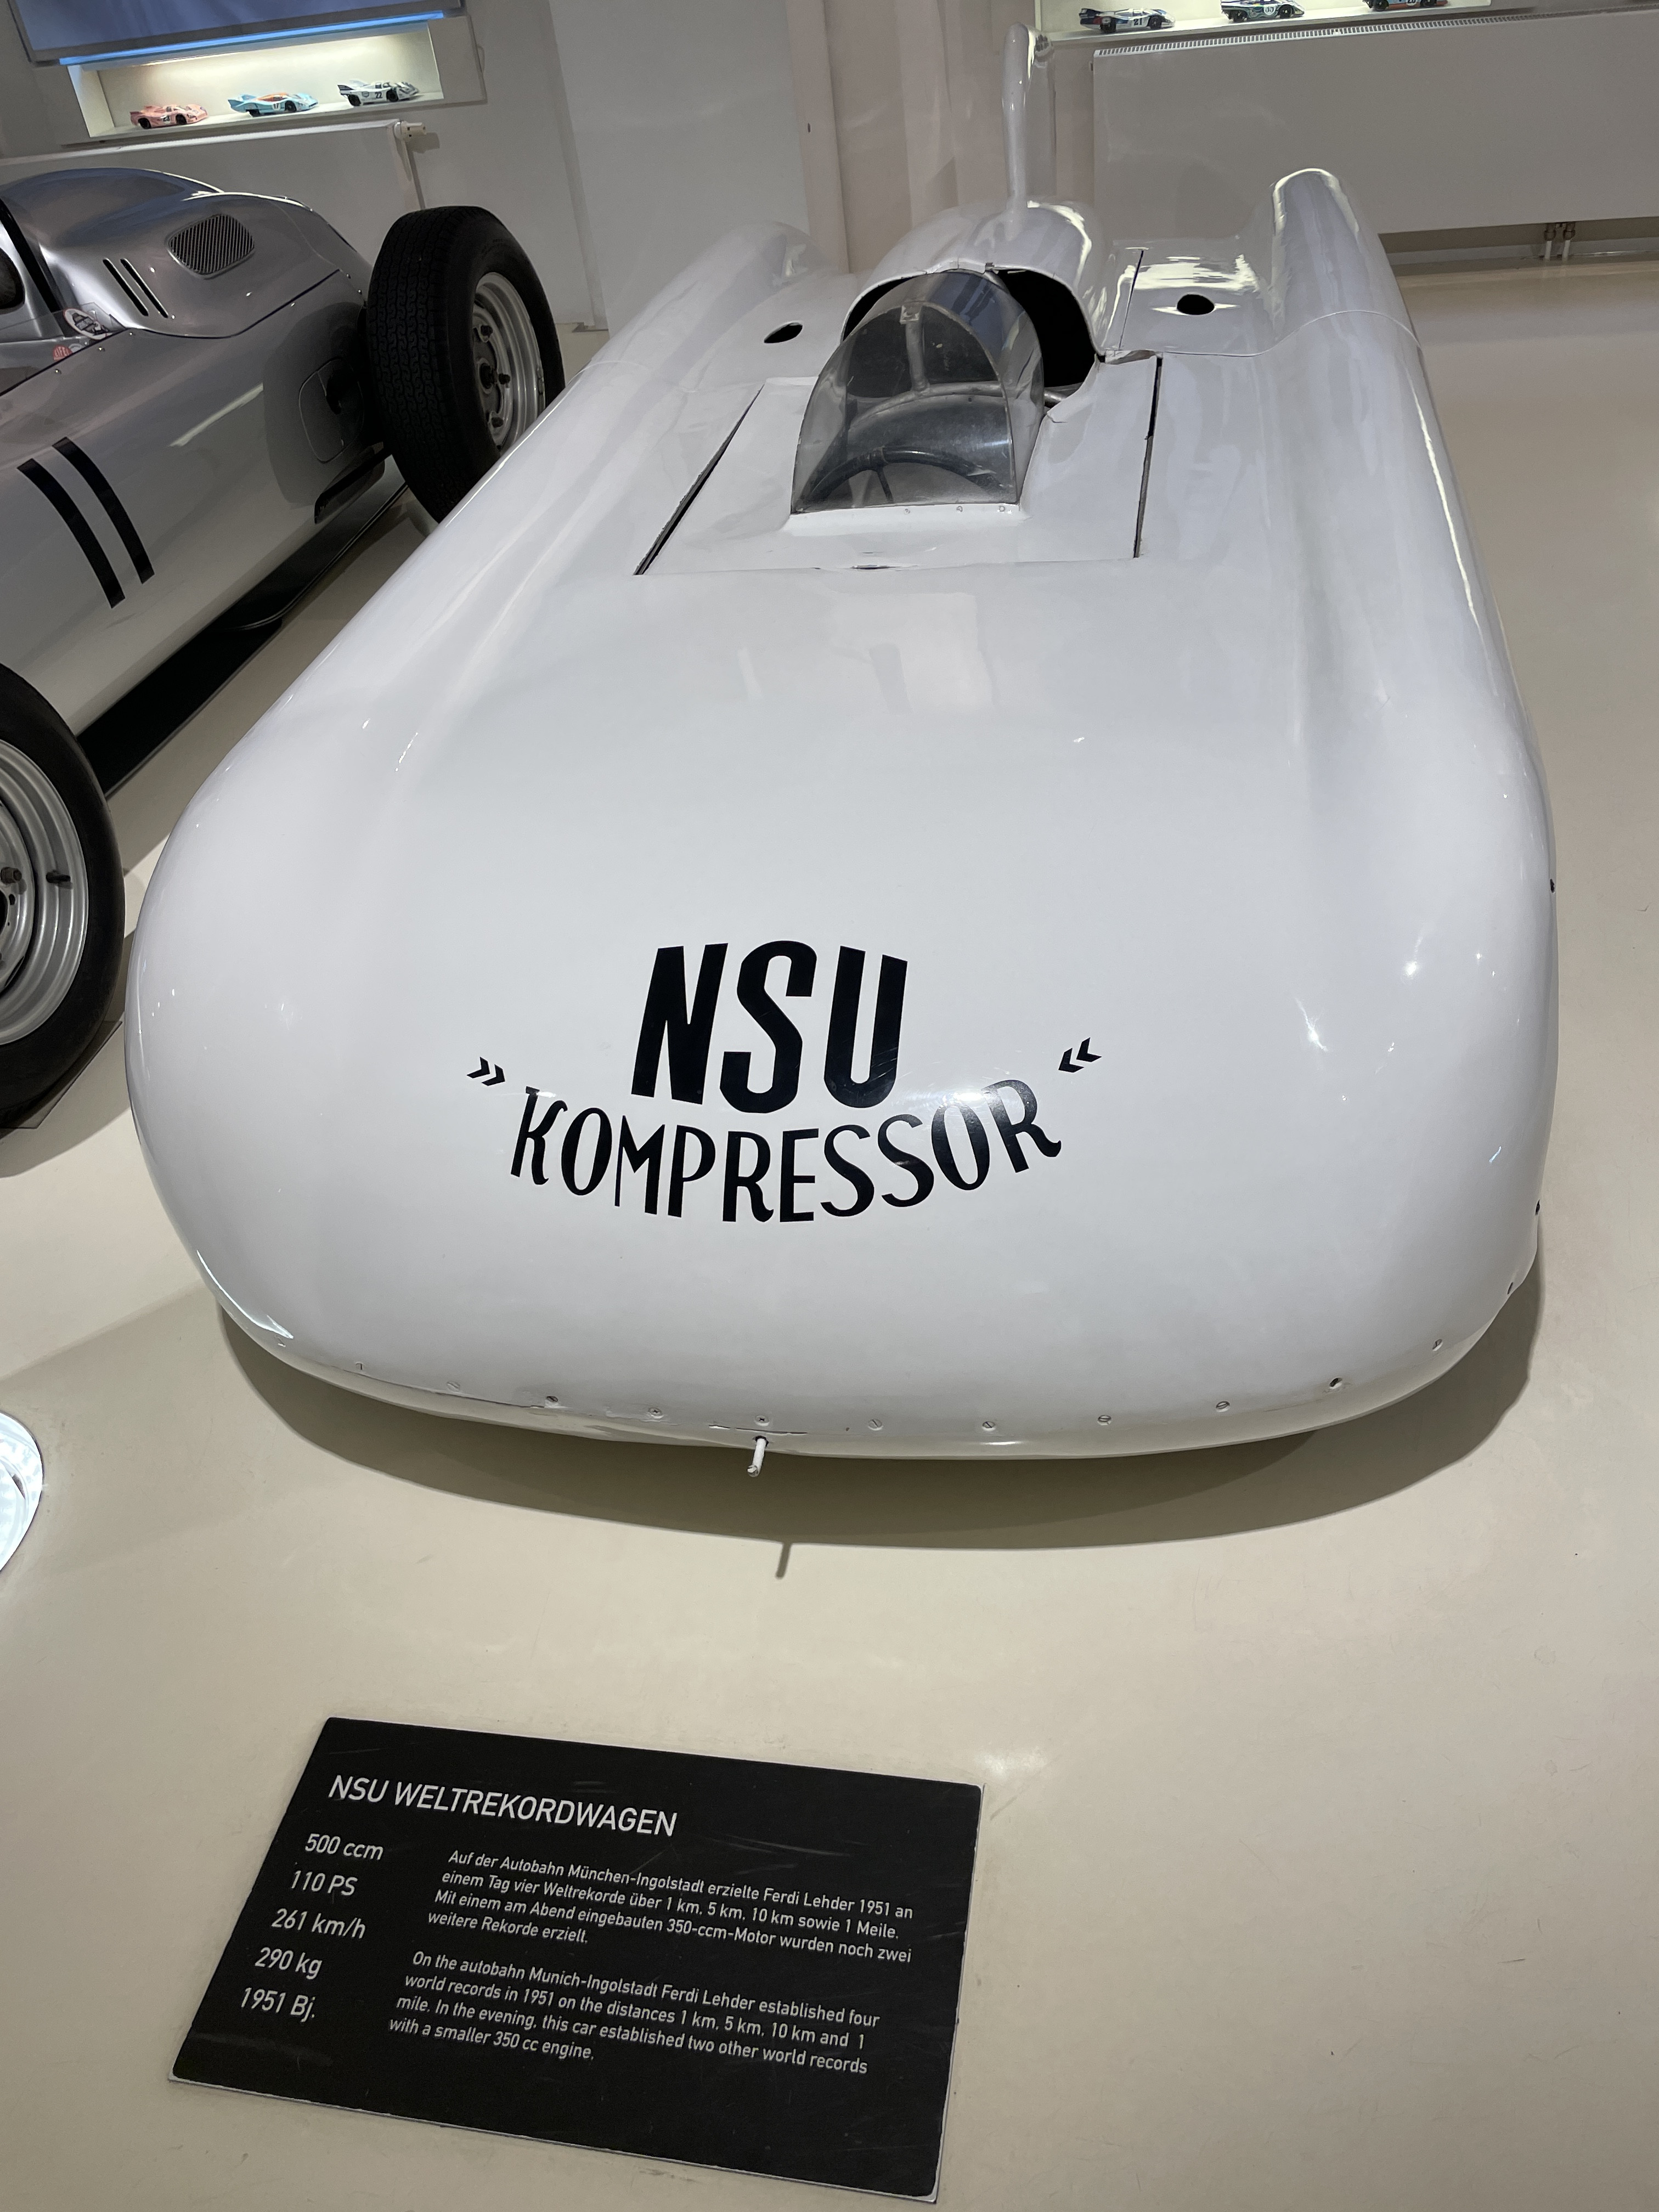 NSU
» KOMPRESSOR «
NSU WELTREKORDWAGEN
500 ccm
110 PS
261 km/h
290 kg
1951 Bj.
Auf der Autobahn München-Ingolstadt erzielte Ferdi Lehder 1951 an
einem Tag vier Weltrekorde über 1 km, 5 km, 10 km sowie 1 Meile.
Mit einem am Abend eingebauten 350-ccm-Motor wurden noch zwei
weitere Rekorde erzielt.
On the autobahn Munich-Ingolstadt Ferdi Lehder established four
world records in 1951 on the distances 1 km, 5 km, 10 km and 1
mile. In the evening, this car established two other world records
with a smaller 350 cc engine.